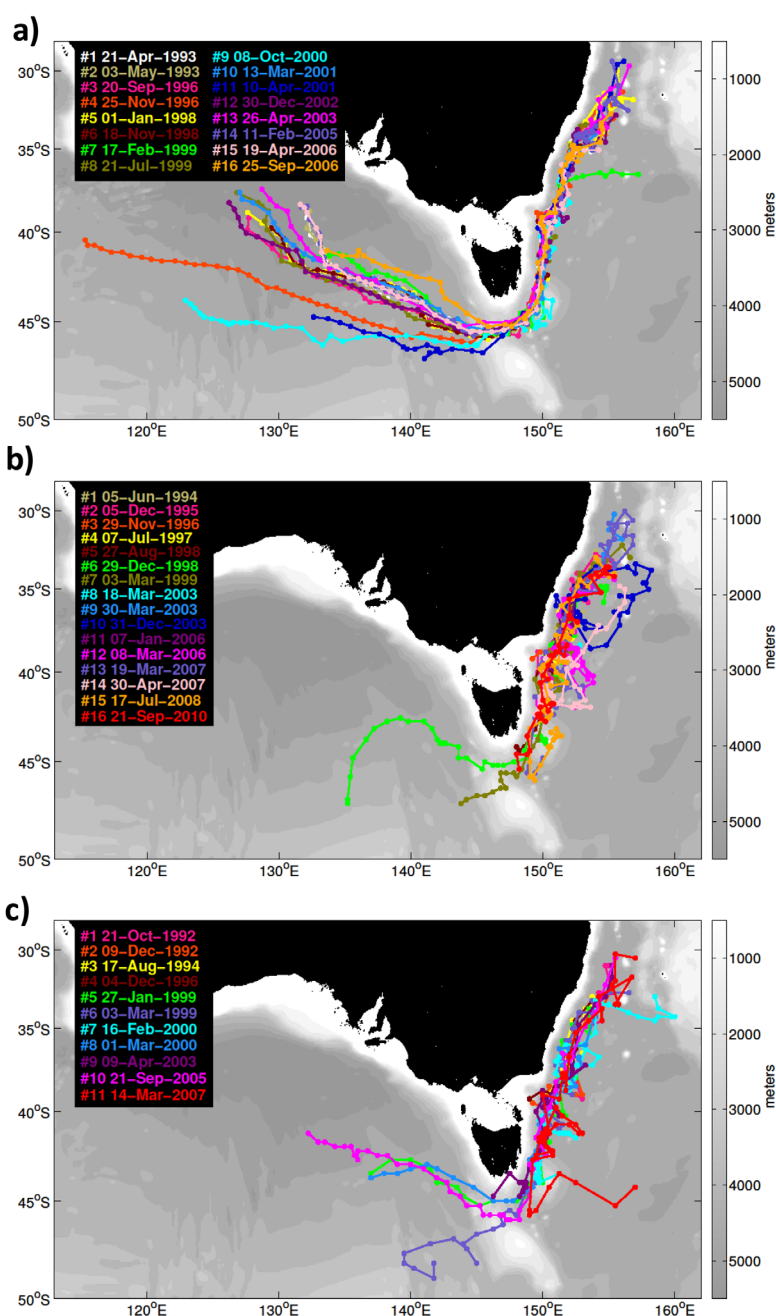 a)
#1 21-Apr-1993 #9 08-Oct-2000
#2 03-May-1993 #10 13-Mar-2001
#3 20-Sep-1996 #11 10-Apr-2001
#4 25-Nov-1996 #12 30-Dec-2002
#5 01-Jan-1998 #13 26-Apr-2003
#6 18-Nov-1998 #14 11-Feb-2005
#7 17-Feb-1999 #15 19-Apr-2006
#8 21-Jul-1999 #16 25-Sep-2006
30°S
35°S
40°S
45°S
50°S
120°E 130°E 140°E 150°E 160°E
1000
2000
3000
4000
5000
meters
b)
#1 05-Jun-1994
#2 05-Dec-1995
#3 29-Nov-1996
#4 07-Jul-1997
#5 27-Aug-1998
#6 29-Dec-1998
#7 03-Mar-1999
#8 18-Mar-2003
#9 30-Mar-2003
#10 31-Dec-2003
#11 07-Jan-2006
#12 08-Mar-2006
#13 19-Mar-2007
#14 30-Apr-2007
#15 17-Jul-2008
#16 21-Sep-2010
30°S
35°S
40°S
45°S
50°S
120°E 130°E 140°E 150°E 160°E
1000
2000
3000
4000
5000
meters
c)
#1 21-Oct-1992
#2 09-Dec-1992
#3 17-Aug-1994
#4 04-Dec-1996
#5 27-Jan-1999
#6 03-Mar-1999
#7 16-Feb-2000
#8 01-Mar-2000
#9 09-Apr-2003
#10 21-Sep-2005
#11 14-Mar-2007
30°S
35°S
40°S
45°S
50°S
120°E 130°E 140°E 150°E 160°E
1000
2000
3000
4000
5000
meters